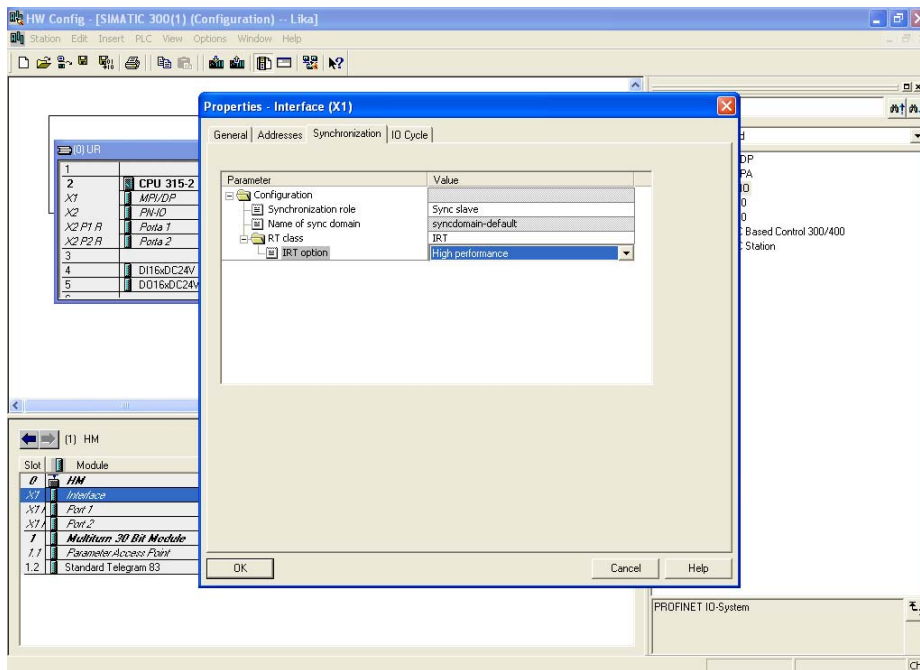 HW Config - [SIMATIC 300(1) (Configuration) -- Lika]
Station Edit Insert PLC View Options Window Help
Properties - Interface (X1)
General Addresses Synchronization IO Cycle
Parameter Value
Configuration
Synchronization role Sync slave
Name of sync domain syncdomain-default
RT class IRT
IRT option High performance
OK Cancel Help
(0) UR
1
2 CPU 315-2
X1 MPI/DP
X2 PN-IO
X2 P1 R Porta 1
X2 P2 R Porta 2
3
4 DI16xDC24V
5 DO16xDC24V
DP
PA
IO
Based Control 300/400
Station
(1) HM
Slot Module
0 HM
X1 Interface
X1 Port 1
X1 Port 2
1 Multiturn 30 Bit Module
1.1 Parameter Access Point
1.2 Standard Telegram 83
PROFINET IO-System
Ch